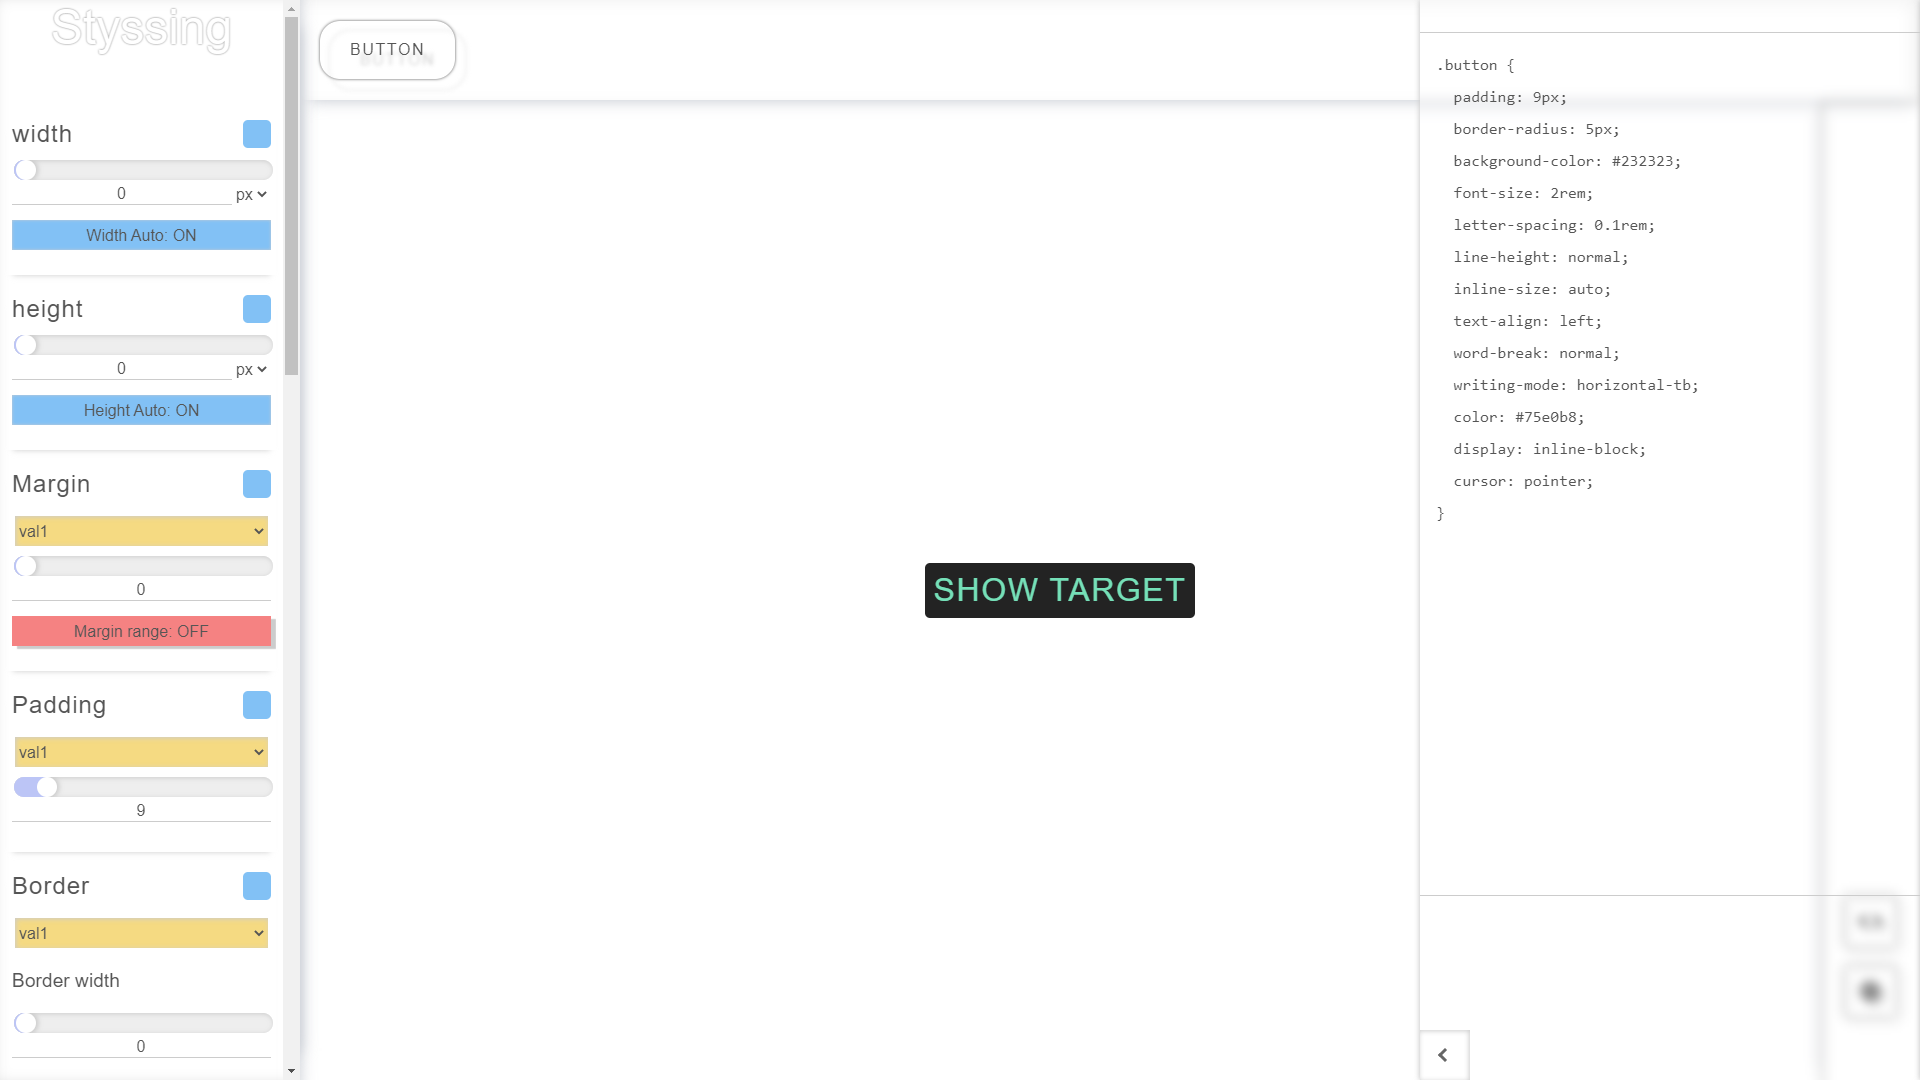 Styssing
width
0
px
Width Auto: ON
height
0
px
Height Auto: ON
Margin
val1
0
Margin range: OFF
Padding
val1
9
Border
val1
Border width
0
BUTTON
SHOW TARGET
.button {
padding: 9px;
border-radius: 5px;
background-color: #232323;
font-size: 2rem;
letter-spacing: 0.1rem;
line-height: normal;
inline-size: auto;
text-align: left;
word-break: normal;
writing-mode: horizontal-tb;
color: #75e0b8;
display: inline-block;
cursor: pointer;
}